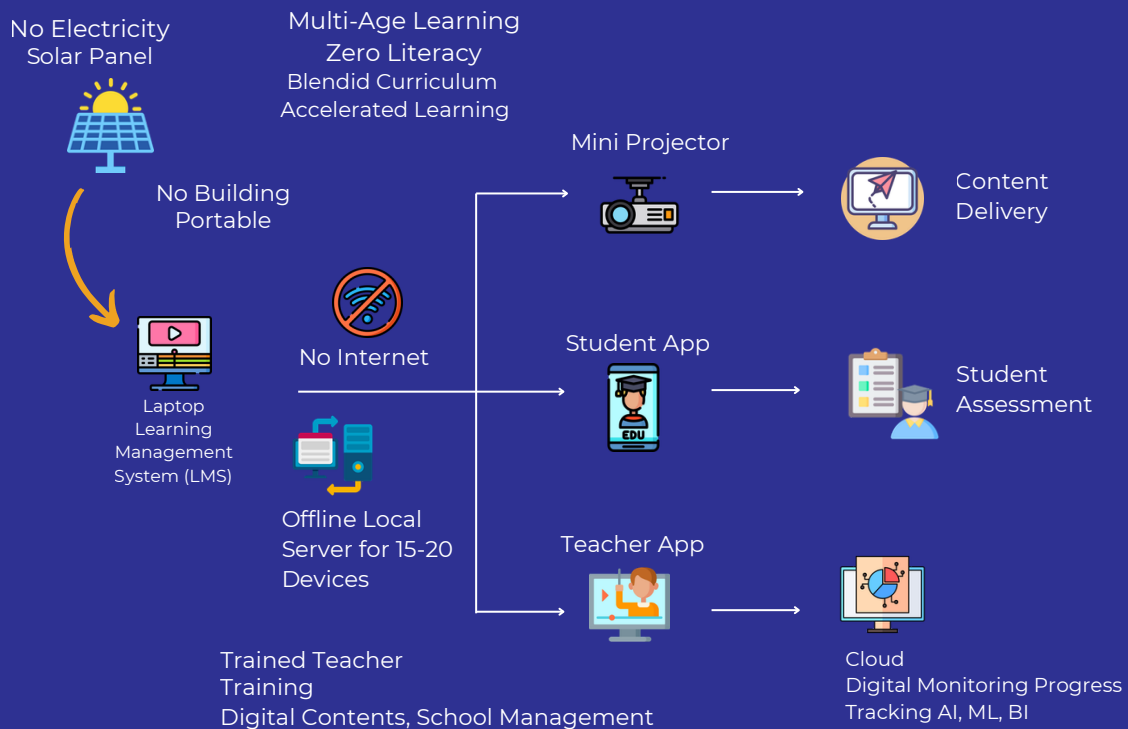 No Electricity
Solar Panel
Multi-Age Learning
Zero Literacy
Blendid Curriculum
Accelerated Learning
No Building
Portable
Mini Projector
Content
Delivery
No Internet
Laptop
Learning
Management
System (LMS)
Student App
EDU
Student
Assessment
Offline Local
Server for 15-20
Devices
Teacher App
Cloud
Digital Monitoring Progress
Tracking AI, ML, BI
Trained Teacher
Training
Digital Contents, School Management